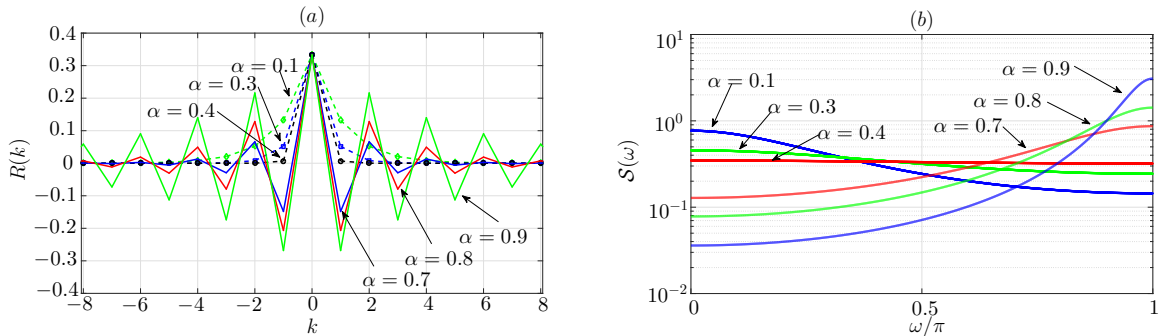 (a)
0.4
0.3
0.2
0.1
0
−0.1
−0.2
−0.3
−0.4
R(k)
α = 0.1
α = 0.3
α = 0.4
α = 0.9
α = 0.8
α = 0.7
−8 −6 −4 −2 0 2 4 6 8
k
(b)
10^1
10^0
10^−1
10^−2
S(ω)
α = 0.1
α = 0.3
α = 0.4
α = 0.9
α = 0.8
α = 0.7
0 0.5 1
ω/π